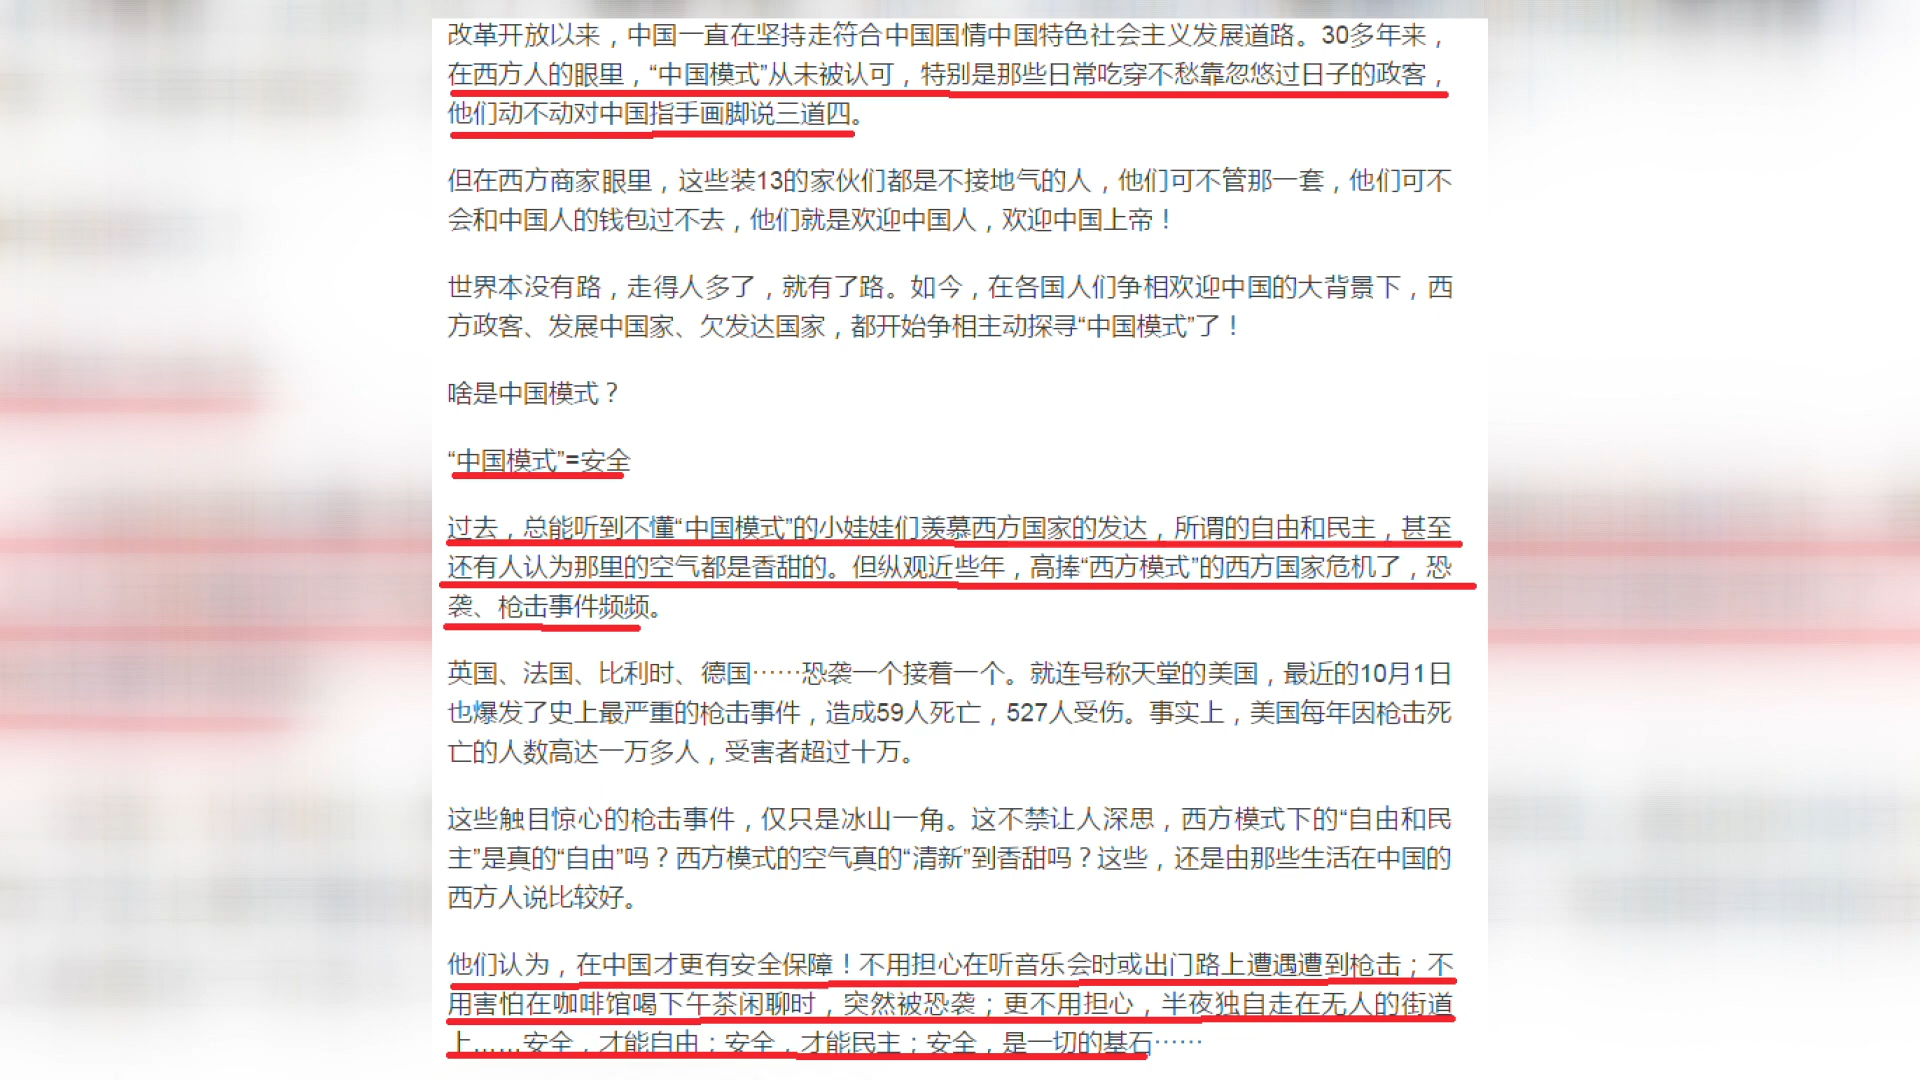 改革开放以来，中国一直在坚持走符合中国国情中国特色社会主义发展道路。30多年来，
在西方人的眼里，“中国模式”从未被认可，特别是那些日常吃穿不愁靠忽悠过日子的政客，
他们动不动对中国指手画脚说三道四。
但在西方商家眼里，这些装13的家伙们都是不接地气的人，他们可不管那一套，他们可不
会和中国人的钱包过不去，他们就是欢迎中国人，欢迎中国上帝！
世界本没有路，走得人多了，就有了路。如今，在各国人们争相欢迎中国的大背景下，西
方政客、发展中国家、欠发达国家，都开始争相主动探寻“中国模式”了！
啥是中国模式？
“中国模式”=安全
过去，总能听到不懂“中国模式”的小娃娃们羡慕西方国家的发达，所谓的自由和民主，甚至
还有人认为那里的空气都是香甜的。但纵观近些年，高捧“西方模式”的西方国家危机了，恐
袭、枪击事件频频。
英国、法国、比利时、德国……恐袭一个接着一个。就连号称天堂的美国，最近的10月1日
也爆发了史上最严重的枪击事件，造成59人死亡，527人受伤。事实上，美国每年因枪击死
亡的人数高达一万多人，受害者超过十万。
这些触目惊心的枪击事件，仅只是冰山一角。这不禁让人深思，西方模式下的“自由和民
主”是真的“自由”吗？西方模式的空气真的“清新”到香甜吗？这些，还是由那些生活在中国的
西方人说比较好。
他们认为，在中国才更有安全保障！不用担心在听音乐会时或出门路上遭遇遭到枪击；不
用害怕在咖啡馆喝下午茶闲聊时，突然被恐袭；更不用担心，半夜独自走在无人的街道
上……安全，才能自由；安全，才能民主；安全，是一切的基石……